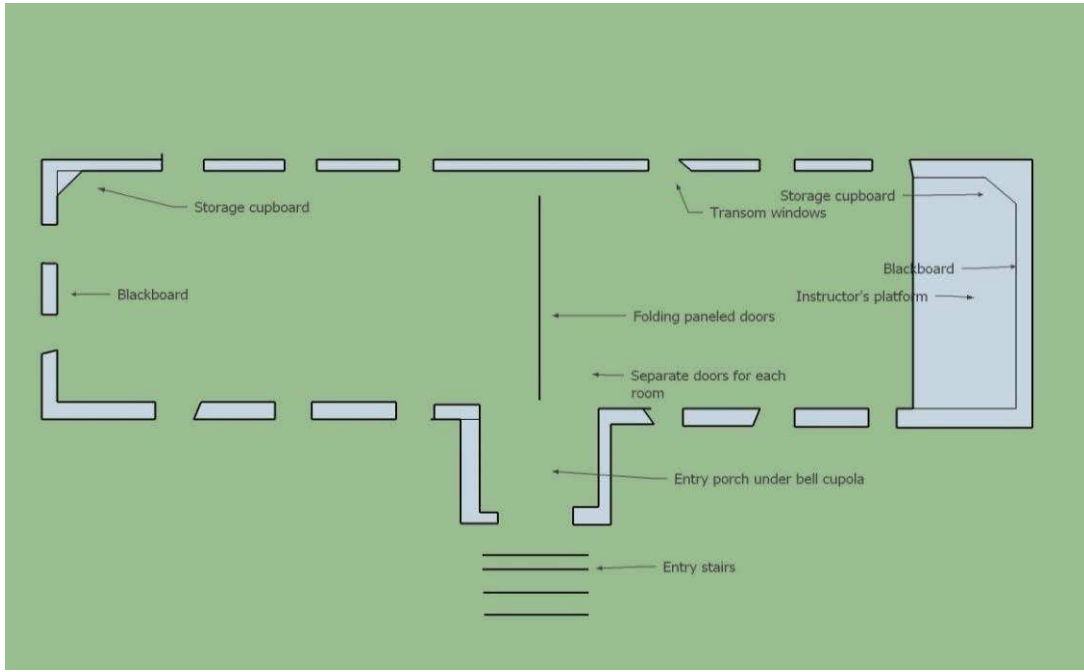 Storage cupboard
Storage cupboard
Transom windows
Blackboard
Blackboard
Instructor's platform
Folding paneled doors
Separate doors for each
room
Entry porch under bell cupola
Entry stairs